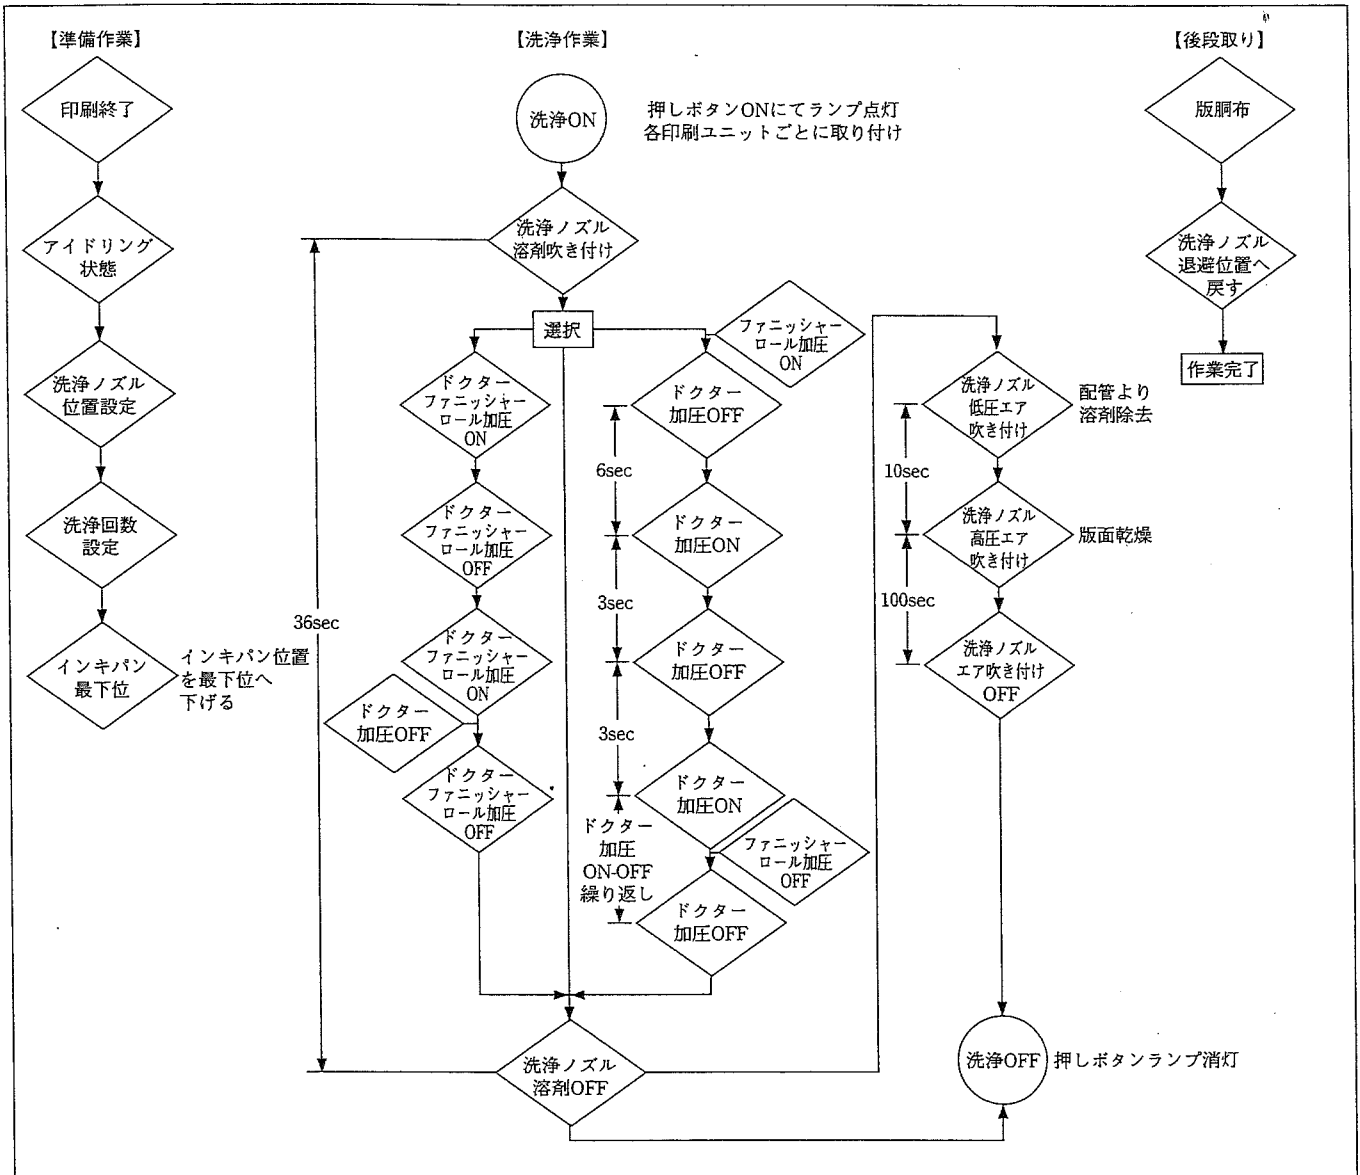 【準備作業】
印刷終了
アイドリング
状態
洗浄ノズル
位置設定
洗浄回数
設定
インキパン
最下位
インキパン位置
を最下位へ
下げる
【洗浄作業】
洗浄ON
押しボタンONにてランプ点灯
各印刷ユニットごとに取り付け
洗浄ノズル
溶剤吹き付け
36sec
選択
ドクター
ファニッシャー
ロール加圧
ON
ドクター
ファニッシャー
ロール加圧
OFF
ドクター
ファニッシャー
ロール加圧
ON
ドクター
加圧OFF
ドクター
ファニッシャー
ロール加圧
OFF
ファニッシャー
ロール加圧
ON
ドクター
加圧OFF
6sec
ドクター
加圧ON
3sec
ドクター
加圧OFF
3sec
ドクター
加圧ON
ドクター
加圧
ON-OFF
繰り返し
ファニッシャー
ロール加圧
OFF
ドクター
加圧OFF
洗浄ノズル
溶剤OFF
洗浄ノズル
低圧エア
吹き付け
配管より
溶剤除去
10sec
洗浄ノズル
高圧エア
吹き付け
版面乾燥
100sec
洗浄ノズル
エア吹き付け
OFF
洗浄OFF
押しボタンランプ消灯
【後段取り】
版胴布
洗浄ノズル
退避位置へ
戻す
作業完了